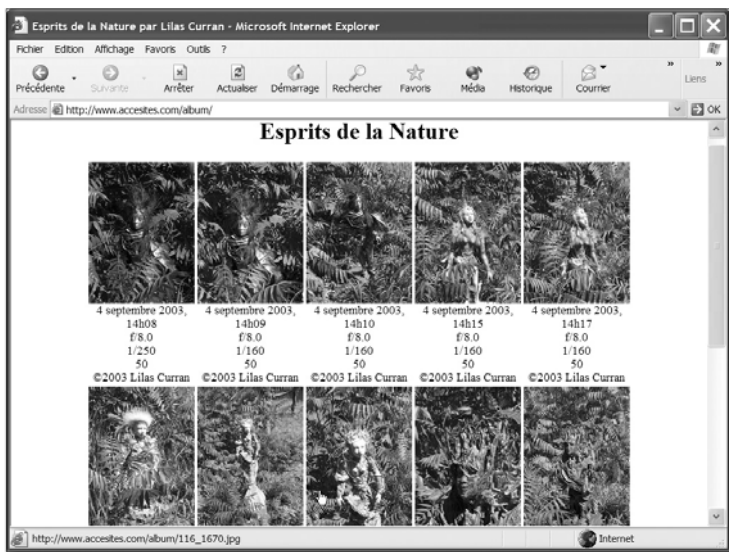 Esprits de la Nature par Lilas Curran - Microsoft Internet Explorer
Fichier Edition Affichage Favoris Outils ?
Précédente Suivante Arrêter Actualiser Démarrage Rechercher Favoris Média Historique Courrier » Liens »
Adresse http://www.accesites.com/album/ OK
Esprits de la Nature
4 septembre 2003, 4 septembre 2003, 4 septembre 2003, 4 septembre 2003, 4 septembre 2003,
14h08 14h09 14h10 14h15 14h17
f/8.0 f/8.0 f/8.0 f/8.0 f/8.0
1/250 1/160 1/160 1/160 1/160
50 50 50 50 50
©2003 Lilas Curran ©2003 Lilas Curran ©2003 Lilas Curran ©2003 Lilas Curran ©2003 Lilas Curran
http://www.accesites.com/album/116_1670.jpg Internet